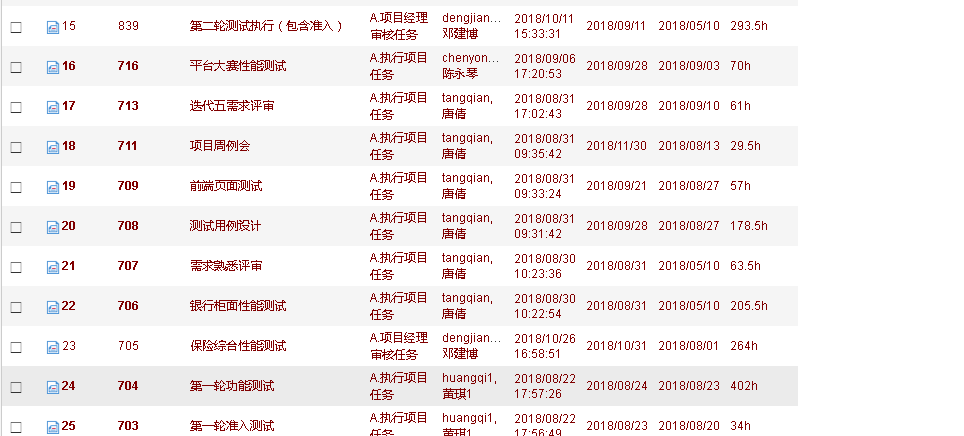 15 839 第二轮测试执行（包含准入） A.项目经理 dengjian... 2018/10/11 2018/09/11 2018/05/10 293.5h
审核任务 邓建博 15:33:31
16 716 平台大赛性能测试 A.执行项目 chenyon... 2018/09/06 2018/09/28 2018/09/03 70h
任务 陈永琴 17:20:53
17 713 迭代五需求评审 A.执行项目 tangqian, 2018/08/31 2018/09/28 2018/09/10 61h
任务 唐倩 17:02:43
18 711 项目周例会 A.执行项目 tangqian, 2018/08/31 2018/11/30 2018/08/13 29.5h
任务 唐倩 09:35:42
19 709 前端页面测试 A.执行项目 tangqian, 2018/08/31 2018/09/21 2018/08/27 57h
任务 唐倩 09:33:24
20 708 测试用例设计 A.执行项目 tangqian, 2018/08/31 2018/09/28 2018/08/27 178.5h
任务 唐倩 09:31:42
21 707 需求熟悉评审 A.执行项目 tangqian, 2018/08/30 2018/08/31 2018/05/10 63.5h
任务 唐倩 10:23:36
22 706 银行柜面性能测试 A.执行项目 tangqian, 2018/08/30 2018/08/31 2018/05/10 205.5h
任务 唐倩 10:22:54
23 705 保险综合性能测试 A.项目经理 dengjian... 2018/10/26 2018/10/31 2018/08/01 264h
审核任务 邓建博 16:58:51
24 704 第一轮功能测试 A.执行项目 huangqi1, 2018/08/22 2018/08/24 2018/08/23 402h
任务 黄琪1 17:57:26
25 703 第一轮准入测试 A.执行项目 huangqi1, 2018/08/22 2018/08/23 2018/08/20 34h
任务 黄琪1 17:56:49